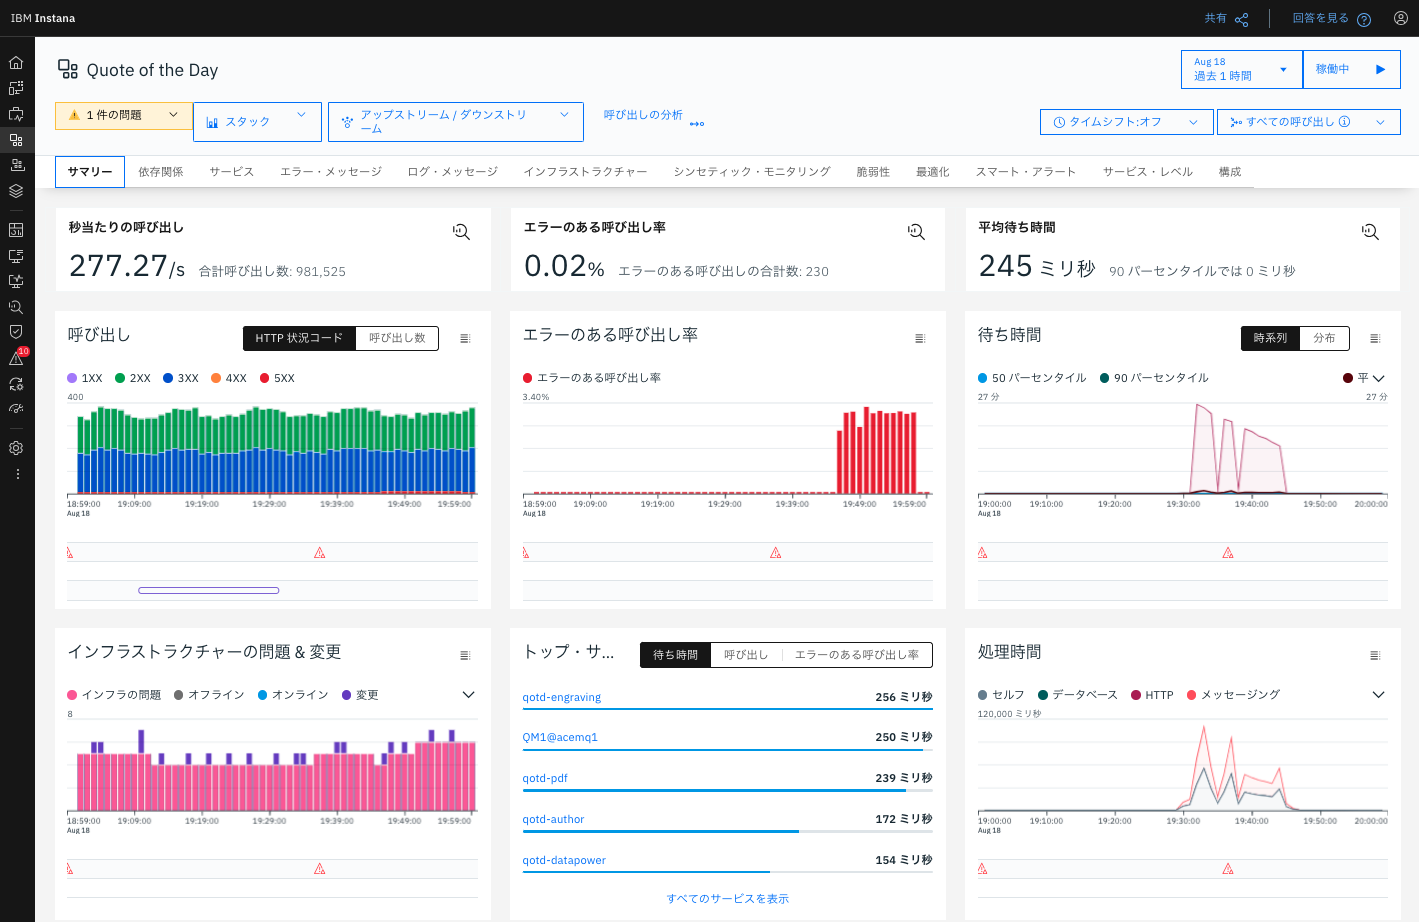 IBM Instana
共有
回答を見る
Quote of the Day
Aug 18
過去 1 時間
稼働中
1 件の問題
スタック
アップストリーム / ダウンストリ
ーム
呼び出しの分析
タイムシフト:オフ
すべての呼び出し
サマリー
依存関係
サービス
エラー・メッセージ
ログ・メッセージ
インフラストラクチャー
シンセティック・モニタリング
脆弱性
最適化
スマート・アラート
サービス・レベル
構成
10
秒当たりの呼び出し
277.27/s 合計呼び出し数: 981,525
エラーのある呼び出し率
0.02% エラーのある呼び出しの合計数: 230
平均待ち時間
245 ミリ秒 90 パーセンタイルでは 0 ミリ秒
呼び出し
HTTP 状況コード 呼び出し数
1XX 2XX 3XX 4XX 5XX
400
18:59:00 19:09:00 19:19:00 19:29:00 19:39:00 19:49:00 19:59:00
Aug 18
エラーのある呼び出し率
エラーのある呼び出し率
3.40%
18:59:00 19:09:00 19:19:00 19:29:00 19:39:00 19:49:00 19:59:00
Aug 18
待ち時間
時系列 分布
50 パーセンタイル 90 パーセンタイル 平
27 分 27 分
19:00:00 19:10:00 19:20:00 19:30:00 19:40:00 19:50:00 20:00:00
Aug 18
インフラストラクチャーの問題 & 変更
インフラの問題 オフライン オンライン 変更
8
18:59:00 19:09:00 19:19:00 19:29:00 19:39:00 19:49:00 19:59:00
Aug 18
トップ・サ...
待ち時間 呼び出し エラーのある呼び出し率
qotd-engraving 256 ミリ秒
QM1@acemq1 250 ミリ秒
qotd-pdf 239 ミリ秒
qotd-author 172 ミリ秒
qotd-datapower 154 ミリ秒
すべてのサービスを表示
処理時間
セルフ データベース HTTP メッセージング
120,000 ミリ秒
19:00:00 19:10:00 19:20:00 19:30:00 19:40:00 19:50:00 20:00:00
Aug 18